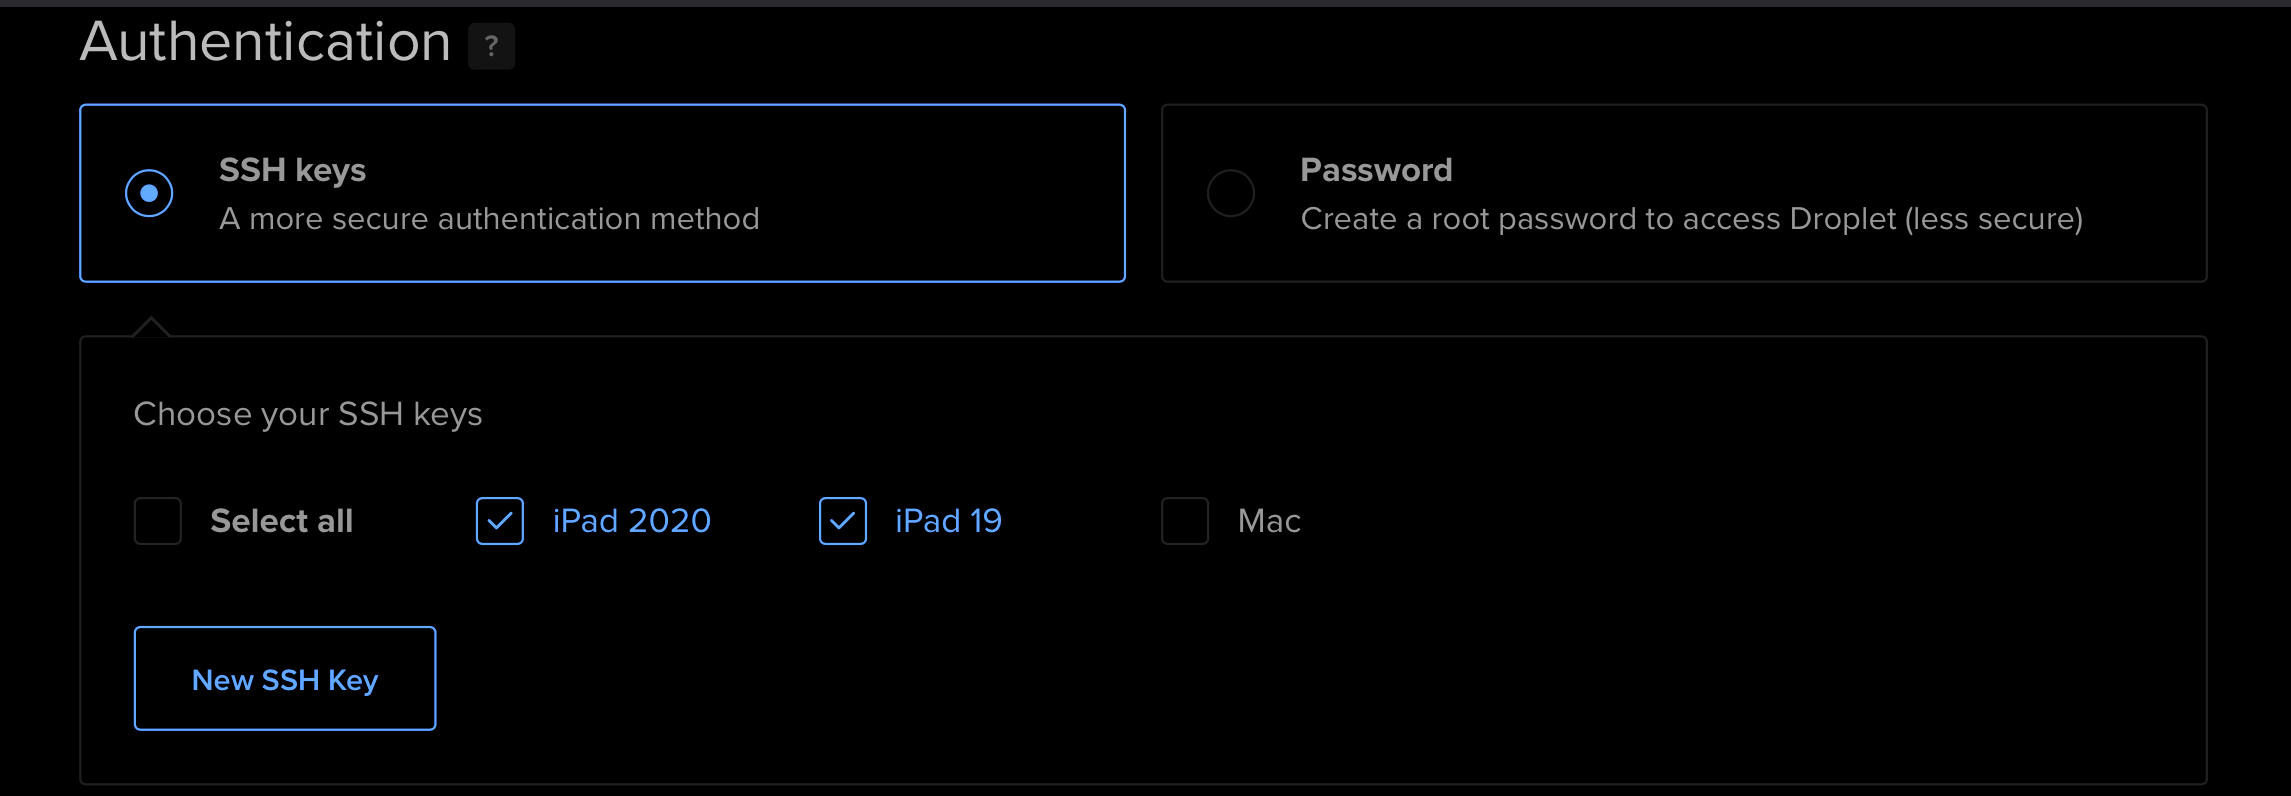 Authentication ?
SSH keys
A more secure authentication method
Password
Create a root password to access Droplet (less secure)
Choose your SSH keys
Select all iPad 2020 iPad 19 Mac
New SSH Key